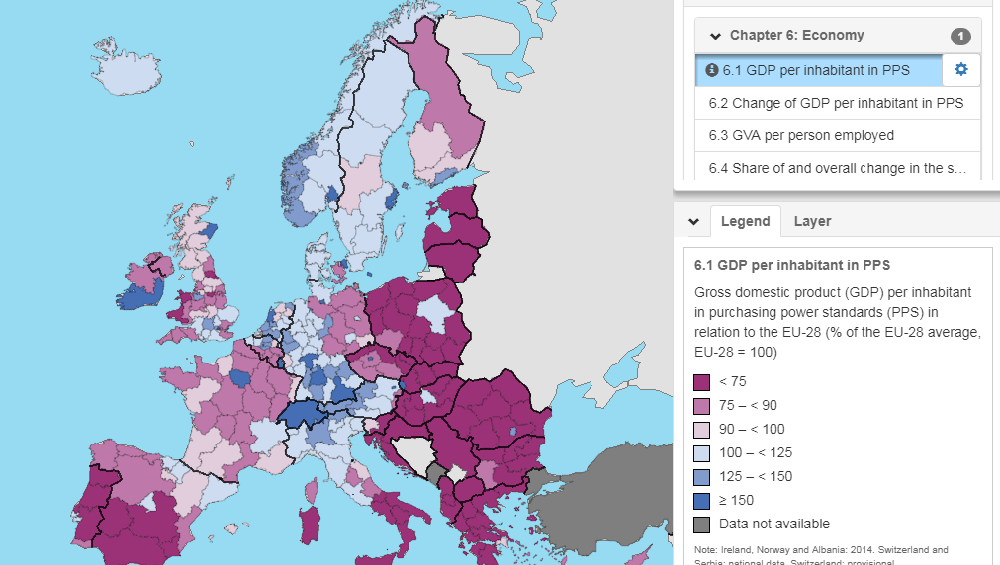 Chapter 6: Economy
1
6.1 GDP per inhabitant in PPS
6.2 Change of GDP per inhabitant in PPS
6.3 GVA per person employed
6.4 Share of and overall change in the s...
Legend
Layer
6.1 GDP per inhabitant in PPS
Gross domestic product (GDP) per inhabitant
in purchasing power standards (PPS) in
relation to the EU-28 (% of the EU-28 average,
EU-28 = 100)
< 75
75 – < 90
90 – < 100
100 – < 125
125 – < 150
≥ 150
Data not available
Note: Ireland, Norway and Albania: 2014. Switzerland and
Serbia: national data. Switzerland: provisional.